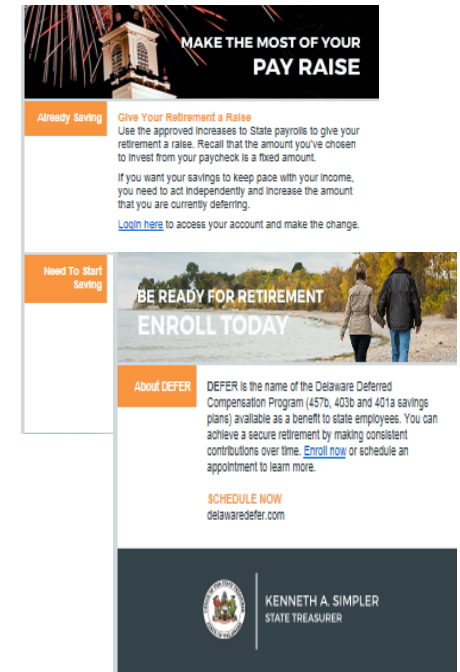 MAKE THE MOST OF YOUR
PAY RAISE
Already Saving
Give Your Retirement a Raise
Use the approved increases to State payrolls to give your
retirement a raise. Recall that the amount you've chosen
to invest from your paycheck is a fixed amount.
If you want your savings to keep pace with your income,
you need to act independently and increase the amount
that you are currently deferring.
Login here to access your account and make the change.
Need To Start
Saving
BE READY FOR RETIREMENT
ENROLL TODAY
About DEFER
DEFER is the name of the Delaware Deferred
Compensation Program (457b, 403b and 401a savings
plans) available as a benefit to state employees. You can
achieve a secure retirement by making consistent
contributions over time. Enroll now or schedule an
appointment to learn more.
SCHEDULE NOW
delawaredefer.com
KENNETH A. SIMPLER
STATE TREASURER